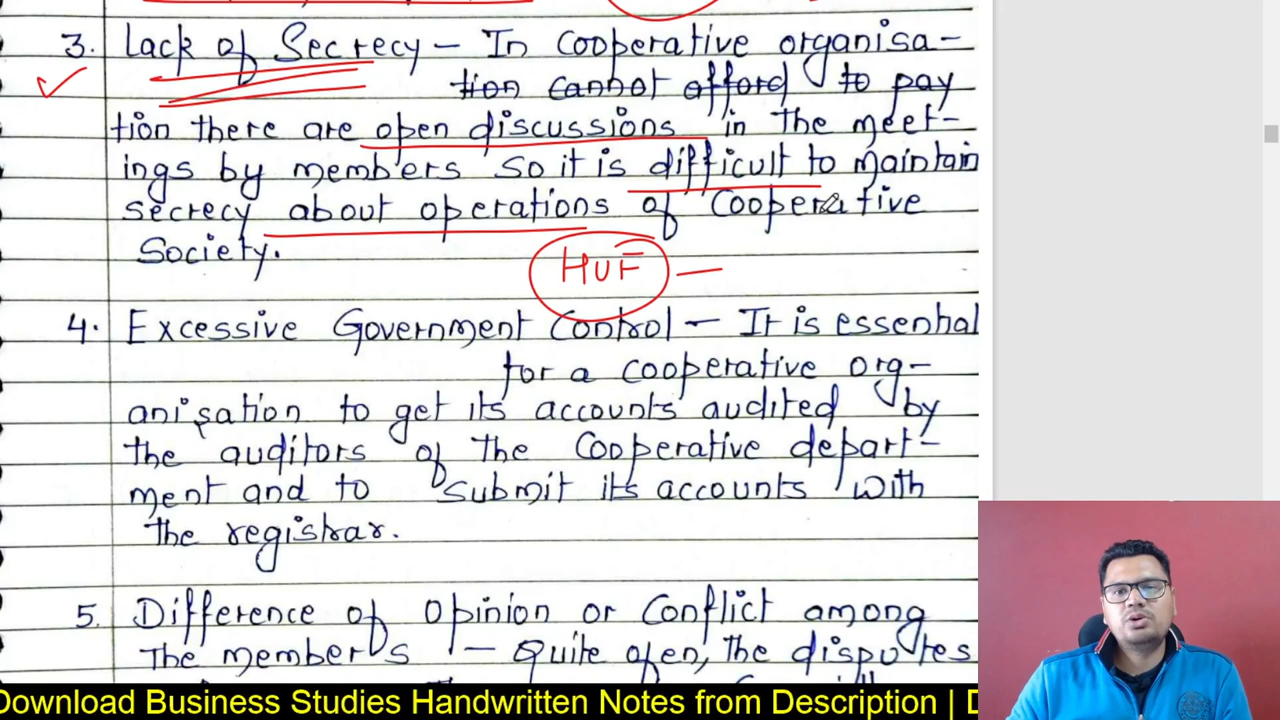 3. Lack of Secrecy – In Cooperative organisa-
tion cannot afford to pay
tion there are open discussions in the meet-
ings by members so it is difficult to maintain
secrecy about operations of Cooperative
Society.
HUF –
4. Excessive Government Control – It is essential
for a cooperative org-
anisation to get its accounts audited by
the auditors of the Cooperative depart-
ment and to submit its accounts with
the registrar.
5. Difference of Opinion or Conflict among
The members – Quite ofen, the disputes
Download Business Studies Handwritten Notes from Description | D